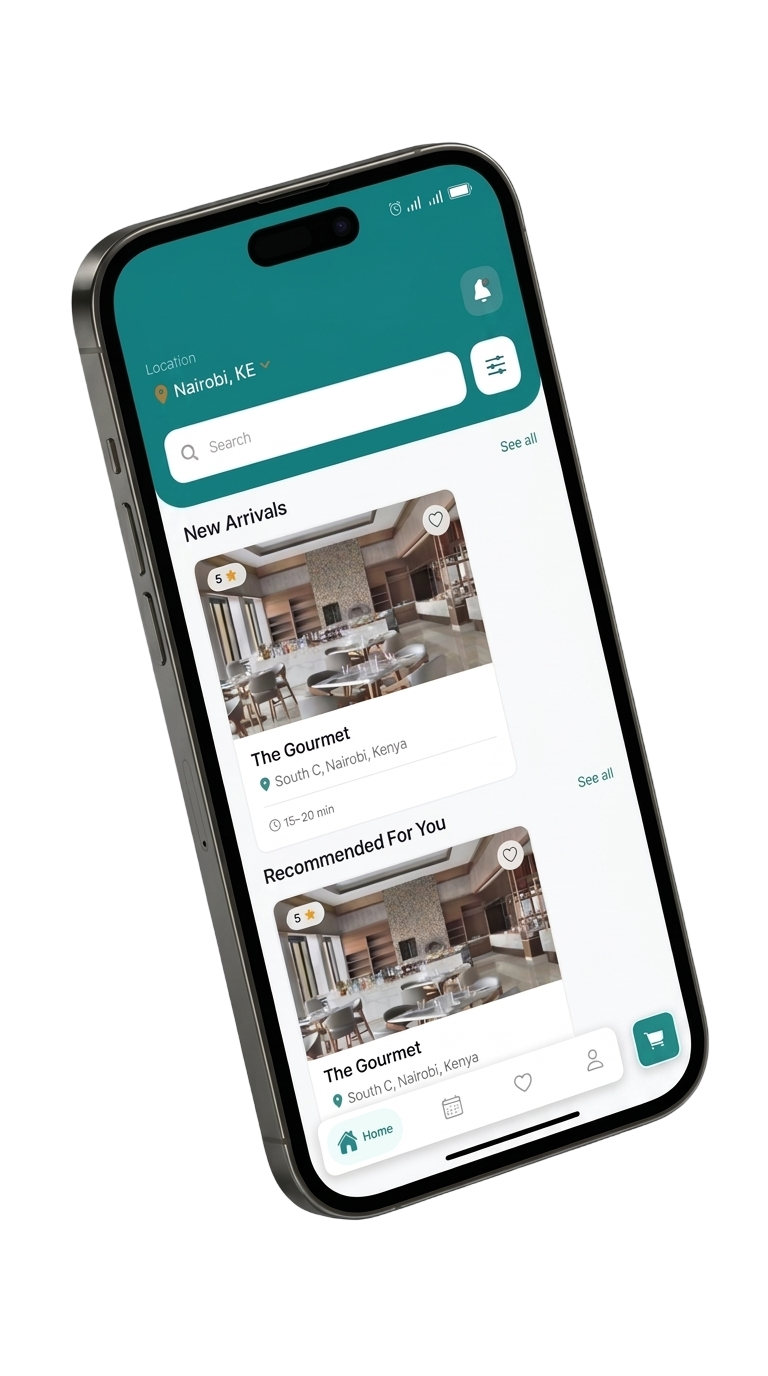 Location
Nairobi, KE
Search
See all
New Arrivals
5
The Gourmet
South C, Nairobi, Kenya
15-20 min
See all
Recommended For You
5
The Gourmet
South C, Nairobi, Kenya
Home